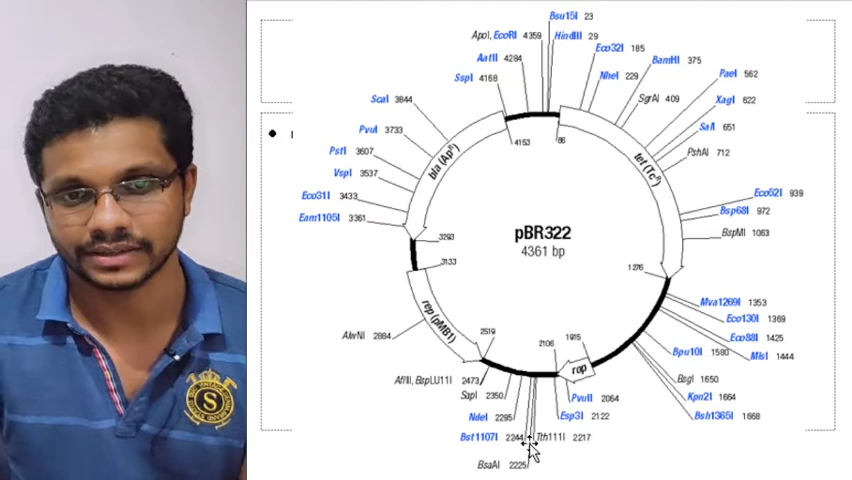 Bsu15I 23
ApoI, EcoRI 4359
HindIII 29
AatII 4284
Eco32I 185
SspI 4168
NheI 229
BamHI 375
PaeI 562
ScaI 3844
SgrAI 409
XagI 622
PvuI 3733
SalI 651
PstI 3607
PshAI 712
VspI 3537
Eco31I 3433
Eam1105I 3361
Eco52I 939
Bsp68I 972
BspMI 1063
4153
86
bla (ApR)
tet (TcR)
pBR322
4361 bp
3293
3133
1276
rep (pMB1)
Mva1269I 1353
Eco130I 1369
Eco88I 1425
MlsI 1444
AlwNI 2884
2519
2106
1915
rop
Bpu10I 1580
BsgI 1650
Kpn2I 1664
Bsh1365I 1668
AflIII, BspLU11I 2473
SapI 2350
NdeI 2295
Bst1107I 2244
BsaAI 2225
Tth111I 2217
Esp3I 2122
PvuII 2064
S